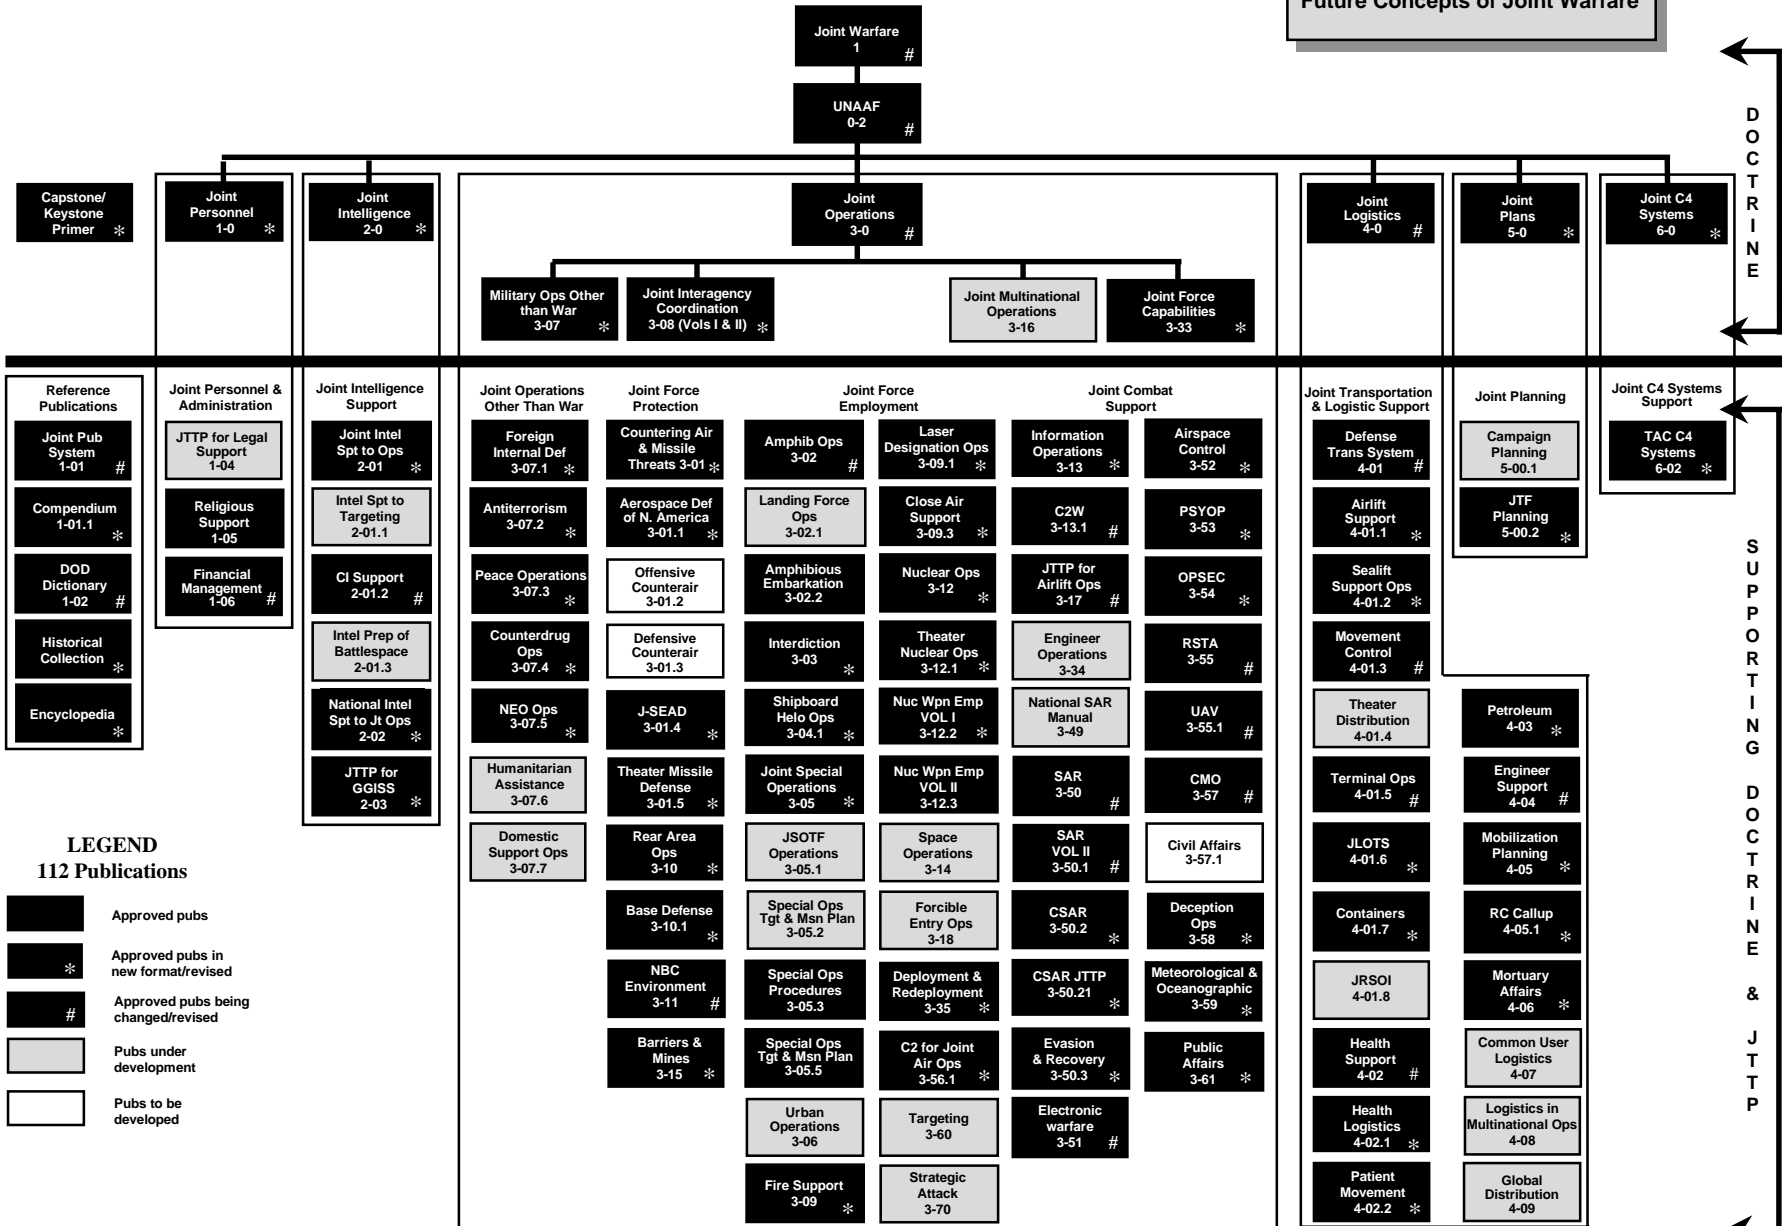 Future Concepts of Joint Warfare
Joint Warfare
1 #
UNAAF
0-2 #
Capstone/
Keystone
Primer *
Joint
Personnel
1-0 *
Joint
Intelligence
2-0 *
Joint
Operations
3-0 #
Joint
Logistics
4-0 #
Joint
Plans
5-0 *
Joint C4
Systems
6-0 *
Military Ops Other
than War
3-07 *
Joint Interagency
Coordination
3-08 (Vols I & II) *
Joint Multinational
Operations
3-16
Joint Force
Capabilities
3-33 *
DOCTRINE
Reference
Publications
Joint Pub
System
1-01 #
Compendium
1-01.1 *
DOD
Dictionary
1-02 #
Historical
Collection *
Encyclopedia *
Joint Personnel &
Administration
JTTP for Legal
Support
1-04
Religious
Support
1-05
Financial
Management
1-06 #
Joint Intelligence
Support
Joint Intel
Spt to Ops
2-01 *
Intel Spt to
Targeting
2-01.1
CI Support
2-01.2 #
Intel Prep of
Battlespace
2-01.3
National Intel
Spt to Jt Ops
2-02 *
JTTP for
GGISS
2-03 *
Joint Operations
Other Than War
Foreign
Internal Def
3-07.1 *
Antiterrorism
3-07.2 *
Peace Operations
3-07.3 *
Counterdrug
Ops
3-07.4 *
NEO Ops
3-07.5 *
Humanitarian
Assistance
3-07.6
Domestic
Support Ops
3-07.7
Joint Force
Protection
Countering Air
& Missile
Threats 3-01 *
Aerospace Def
of N. America
3-01.1 *
Offensive
Counterair
3-01.2
Defensive
Counterair
3-01.3
J-SEAD
3-01.4 *
Theater Missile
Defense
3-01.5 *
Rear Area
Ops
3-10 *
Base Defense
3-10.1 *
NBC
Environment
3-11 #
Barriers &
Mines
3-15 *
Joint Force
Employment
Amphib Ops
3-02 #
Landing Force
Ops
3-02.1
Amphibious
Embarkation
3-02.2
Interdiction
3-03 *
Shipboard
Helo Ops
3-04.1 *
Joint Special
Operations
3-05 *
JSOTF
Operations
3-05.1
Special Ops
Tgt & Msn Plan
3-05.2
Special Ops
Procedures
3-05.3
Special Ops
Tgt & Msn Plan
3-05.5
Urban
Operations
3-06
Fire Support
3-09 *
Laser
Designation Ops
3-09.1 *
Close Air
Support
3-09.3 *
Nuclear Ops
3-12 *
Theater
Nuclear Ops
3-12.1 *
Nuc Wpn Emp
VOL I
3-12.2 *
Nuc Wpn Emp
VOL II
3-12.3
Space
Operations
3-14
Forcible
Entry Ops
3-18
Deployment &
Redeployment
3-35 *
C2 for Joint
Air Ops
3-56.1 *
Targeting
3-60
Strategic
Attack
3-70
Joint Combat
Support
Information
Operations
3-13 *
C2W
3-13.1 #
JTTP for
Airlift Ops
3-17 #
Engineer
Operations
3-34
National SAR
Manual
3-49
SAR
3-50 #
SAR
VOL II
3-50.1 #
CSAR
3-50.2 *
CSAR JTTP
3-50.21 *
Evasion
& Recovery
3-50.3 *
Electronic
warfare
3-51 #
Airspace
Control
3-52 *
PSYOP
3-53 *
OPSEC
3-54 *
RSTA
3-55 #
UAV
3-55.1 #
CMO
3-57 #
Civil Affairs
3-57.1
Deception
Ops
3-58 *
Meteorological &
Oceanographic
3-59 *
Public
Affairs
3-61 *
Joint Transportation
& Logistic Support
Defense
Trans System
4-01 #
Airlift
Support
4-01.1 *
Sealift
Support Ops
4-01.2 *
Movement
Control
4-01.3 #
Theater
Distribution
4-01.4
Terminal Ops
4-01.5 #
JLOTS
4-01.6 *
Containers
4-01.7 *
JRSOI
4-01.8
Health
Support
4-02 #
Health
Logistics
4-02.1 *
Patient
Movement
4-02.2 *
Joint Planning
Campaign
Planning
5-00.1
JTF
Planning
5-00.2 *
Petroleum
4-03 *
Engineer
Support
4-04 #
Mobilization
Planning
4-05 *
RC Callup
4-05.1 *
Mortuary
Affairs
4-06 *
Common User
Logistics
4-07
Logistics in
Multinational Ops
4-08
Global
Distribution
4-09
Joint C4 Systems
Support
TAC C4
Systems
6-02 *
SUPPORTING DOCTRINE & JTTP
LEGEND
112 Publications
Approved pubs
* Approved pubs in
new format/revised
# Approved pubs being
changed/revised
Pubs under
development
Pubs to be
developed